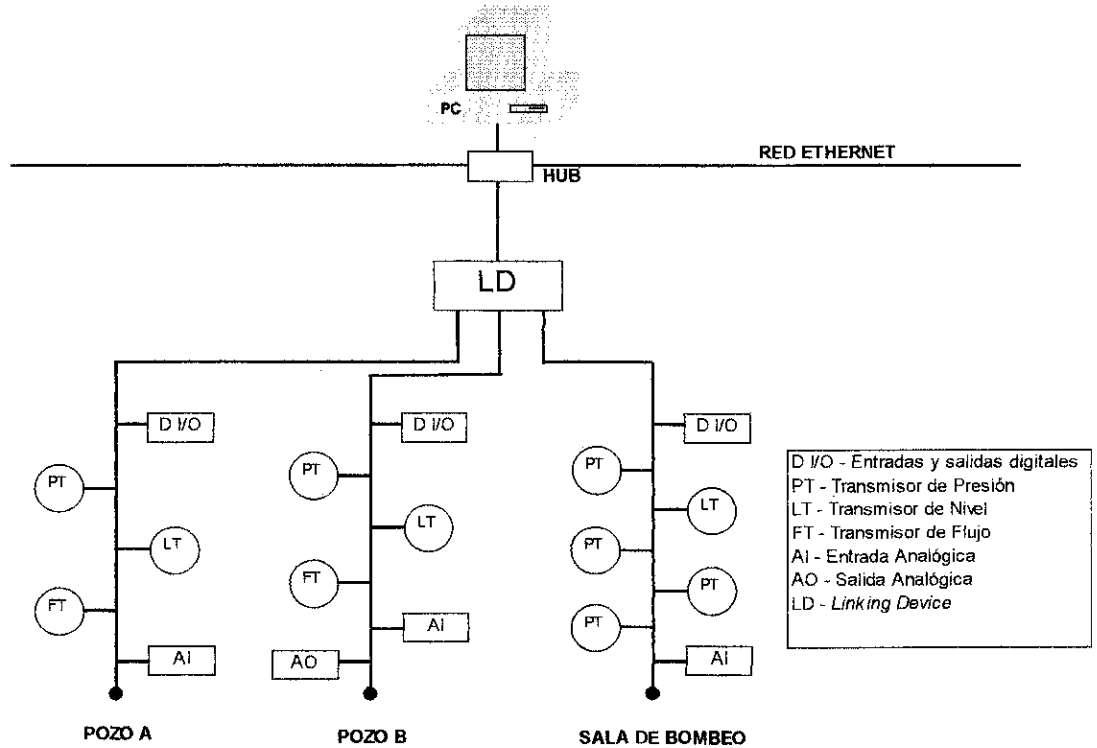 PC
RED ETHERNET
HUB
LD
D I/O
D I/O
D I/O
PT
PT
PT
LT
LT
LT
PT
FT
FT
PT
PT
AI
AI
AO
AI
D I/O - Entradas y salidas digitales
PT - Transmisor de Presión
LT - Transmisor de Nivel
FT - Transmisor de Flujo
AI - Entrada Analógica
AO - Salida Analógica
LD - Linking Device
POZO A
POZO B
SALA DE BOMBEO